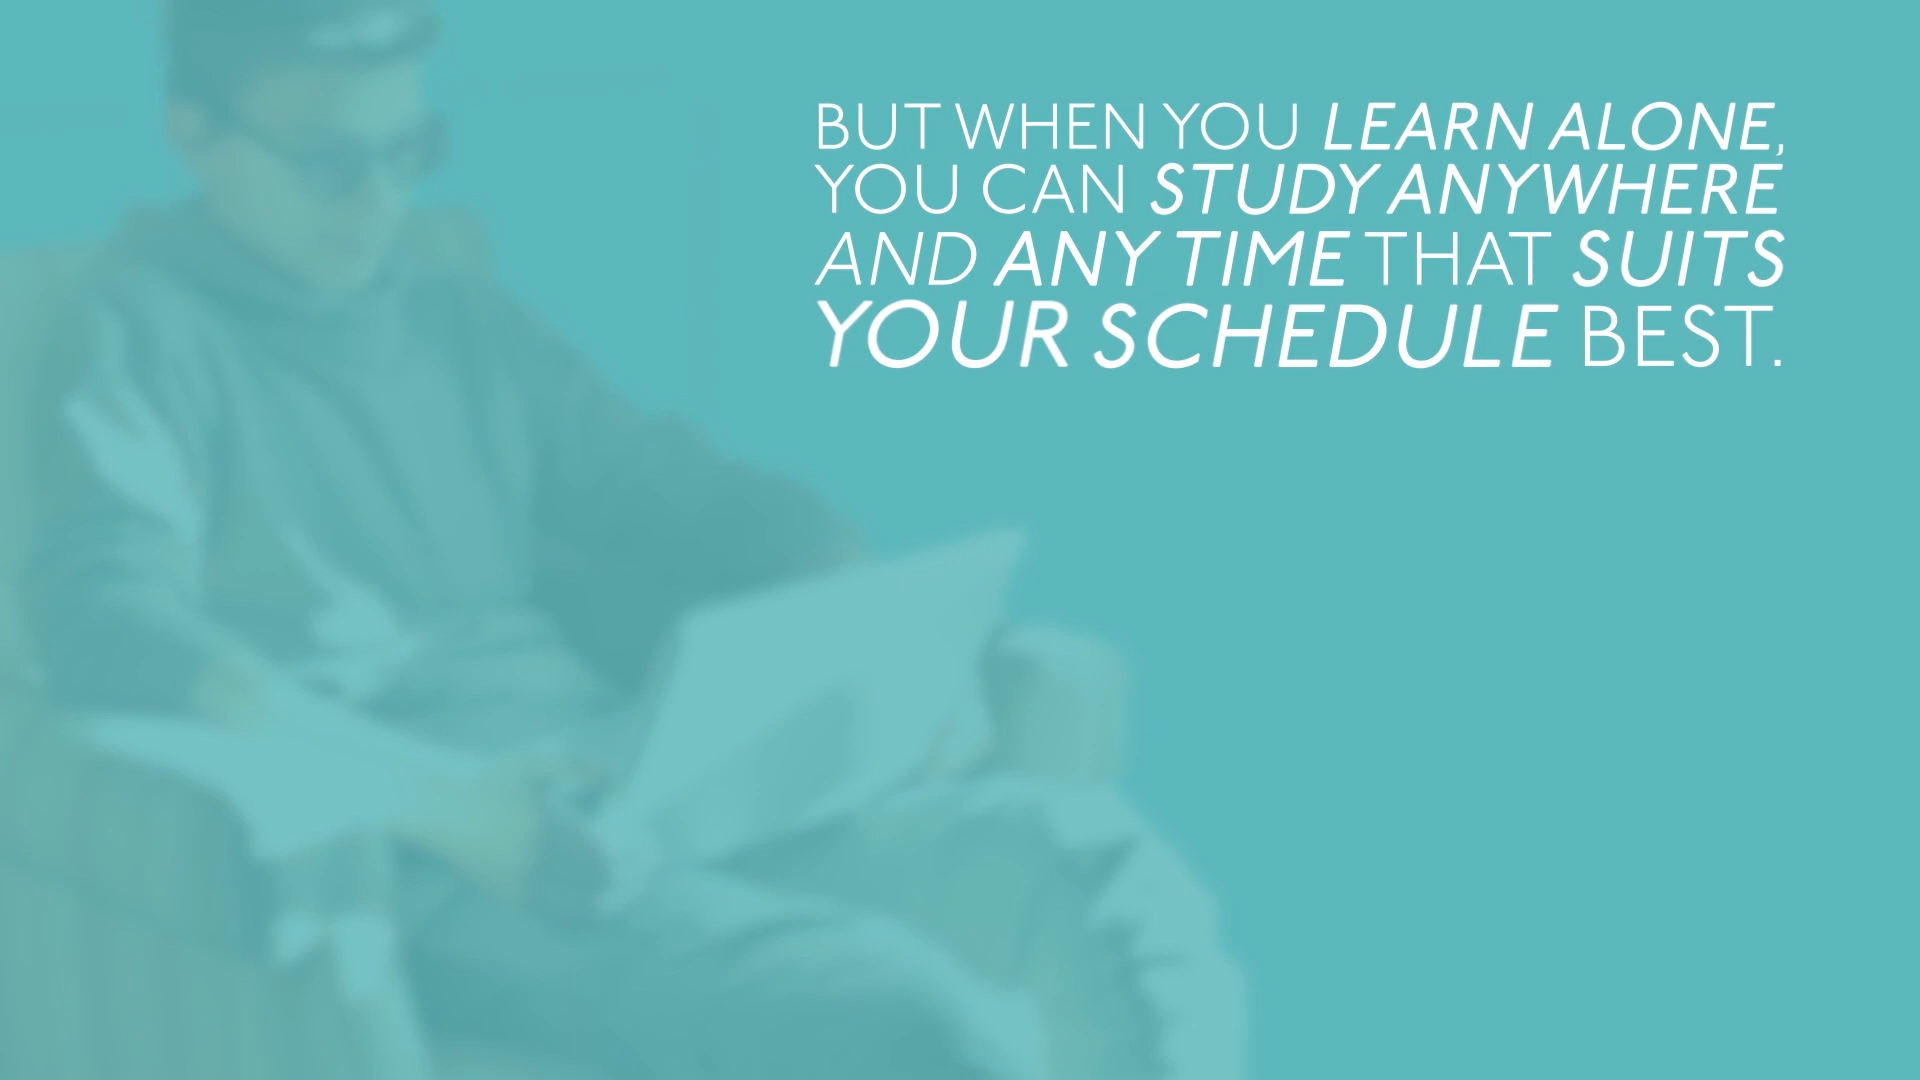 BUT WHEN YOU LEARN ALONE,
YOU CAN STUDY ANYWHERE
AND ANY TIME THAT SUITS
YOUR SCHEDULE BEST.